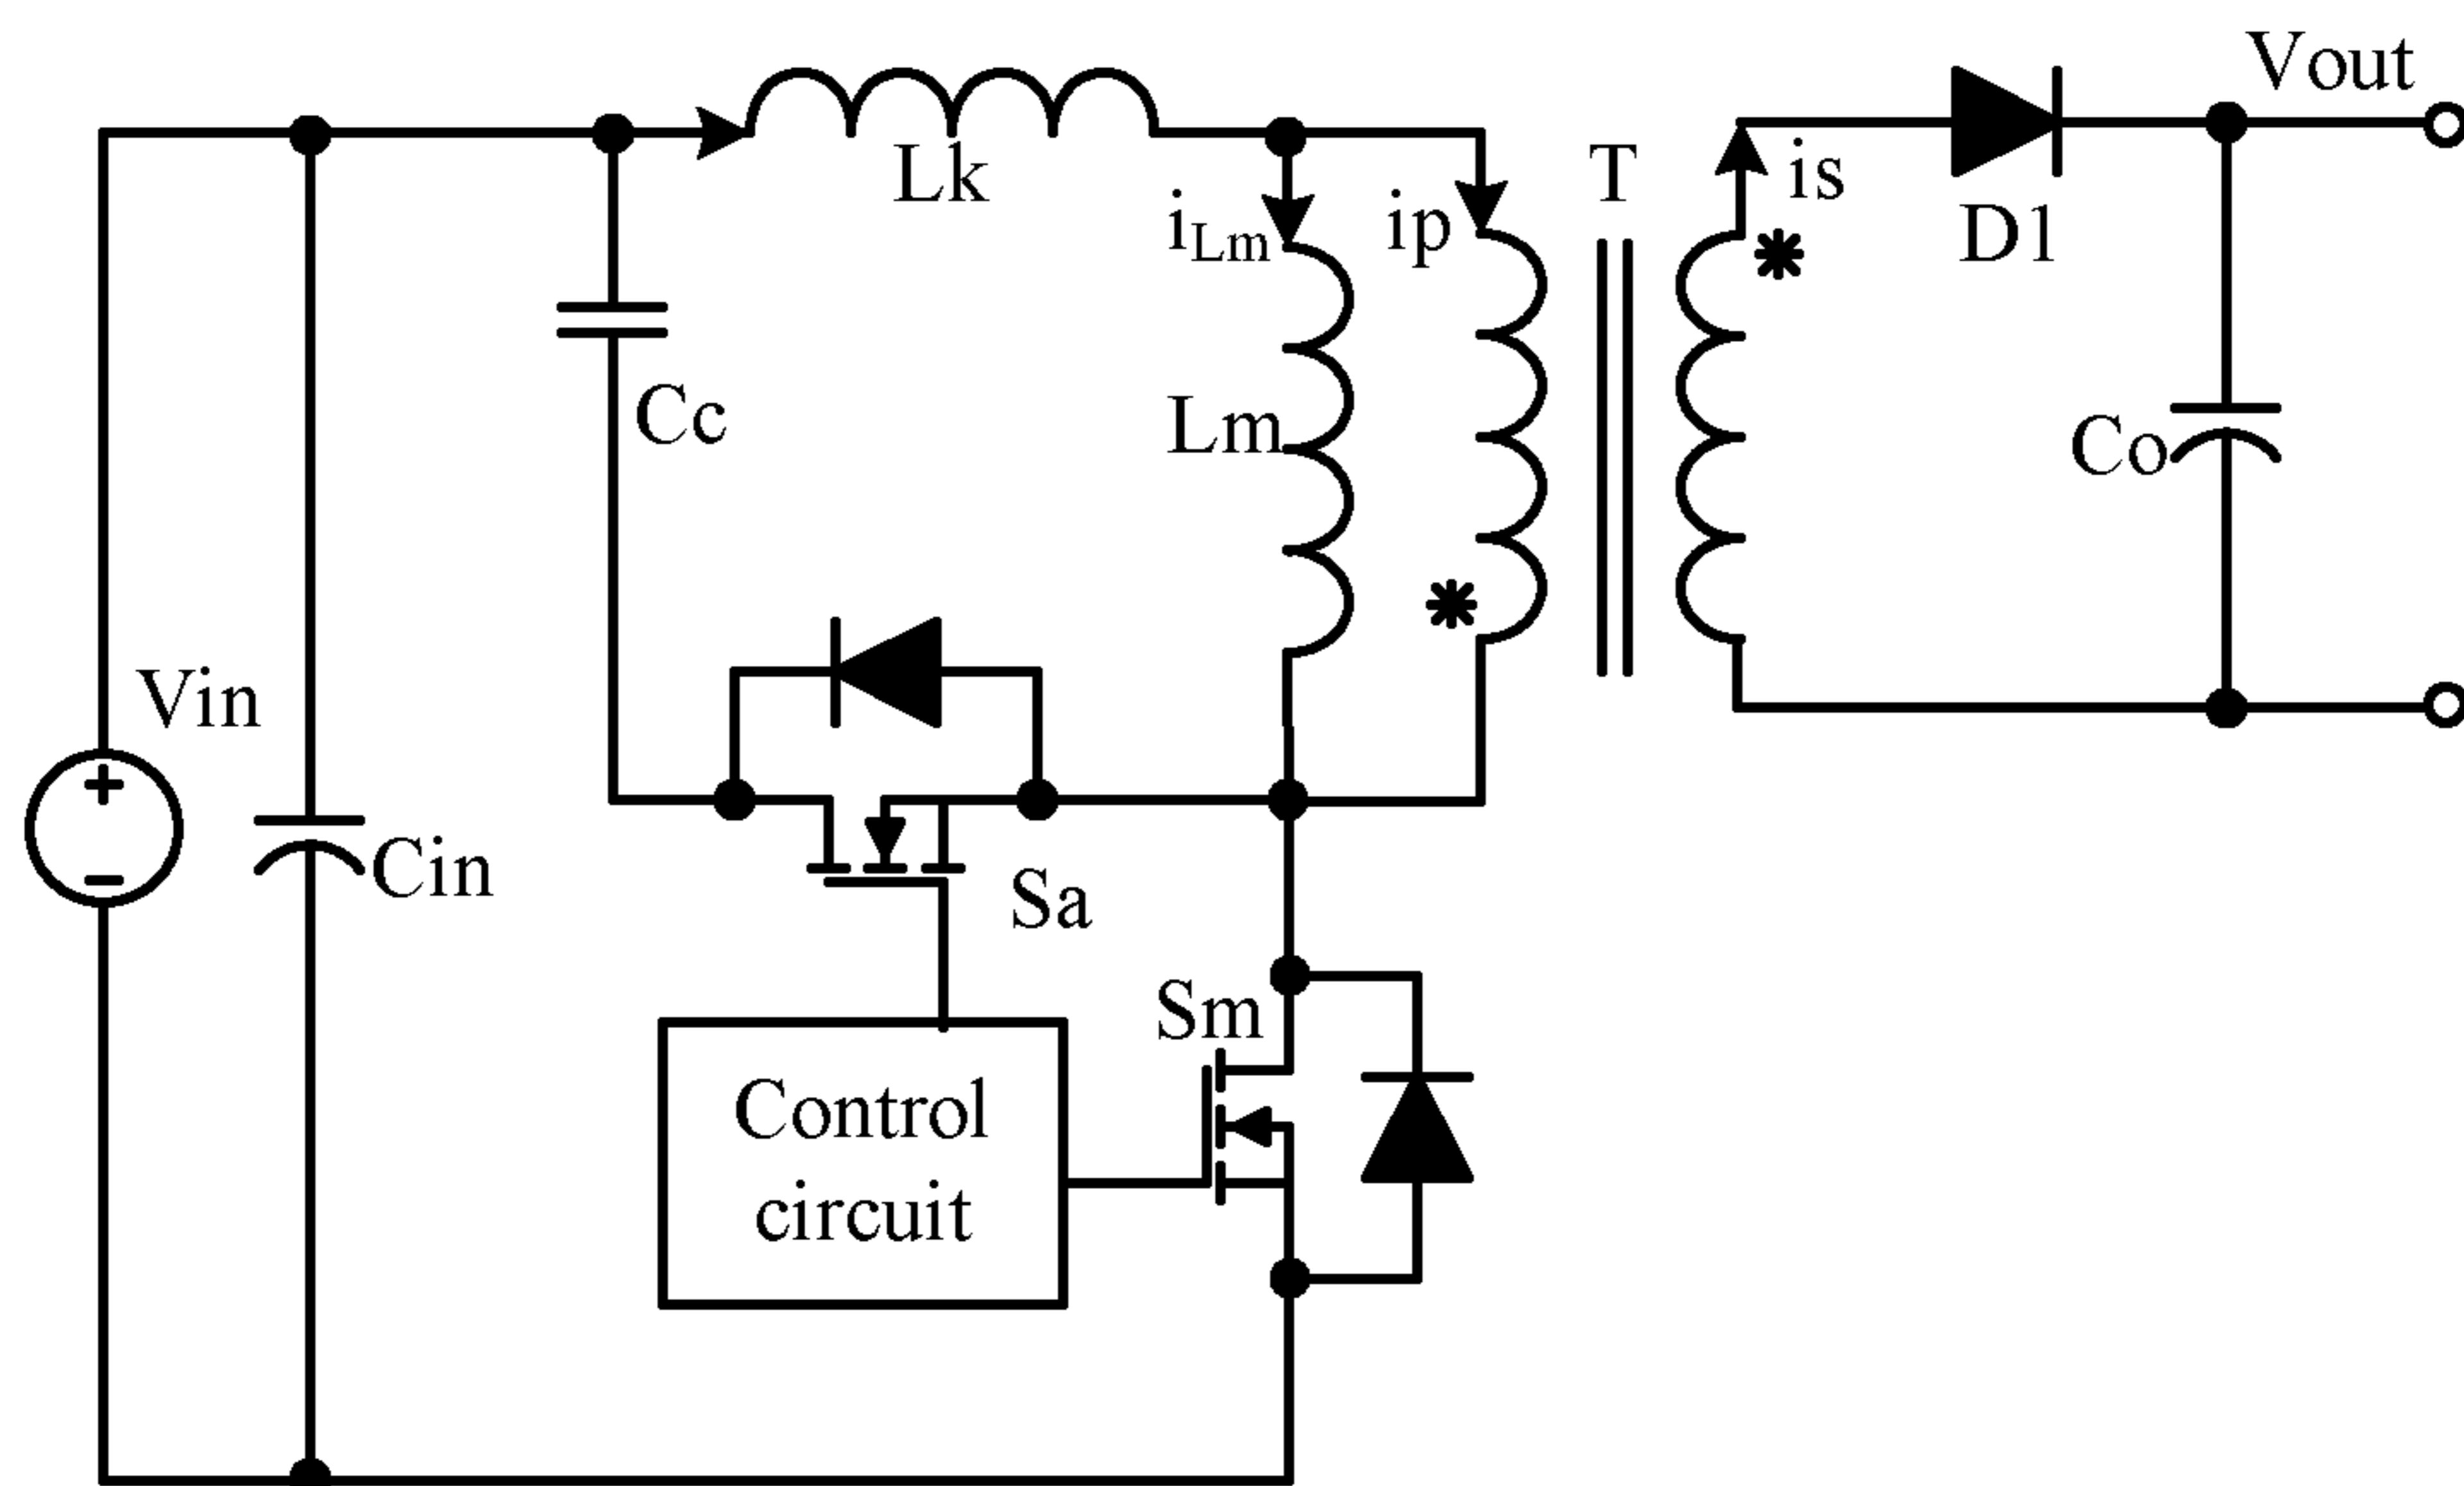 Vout
Lk
T
is
iLm
ip
D1
Cc
Lm
Co
Vin
+
−
Cin
Sa
Sm
Control
circuit